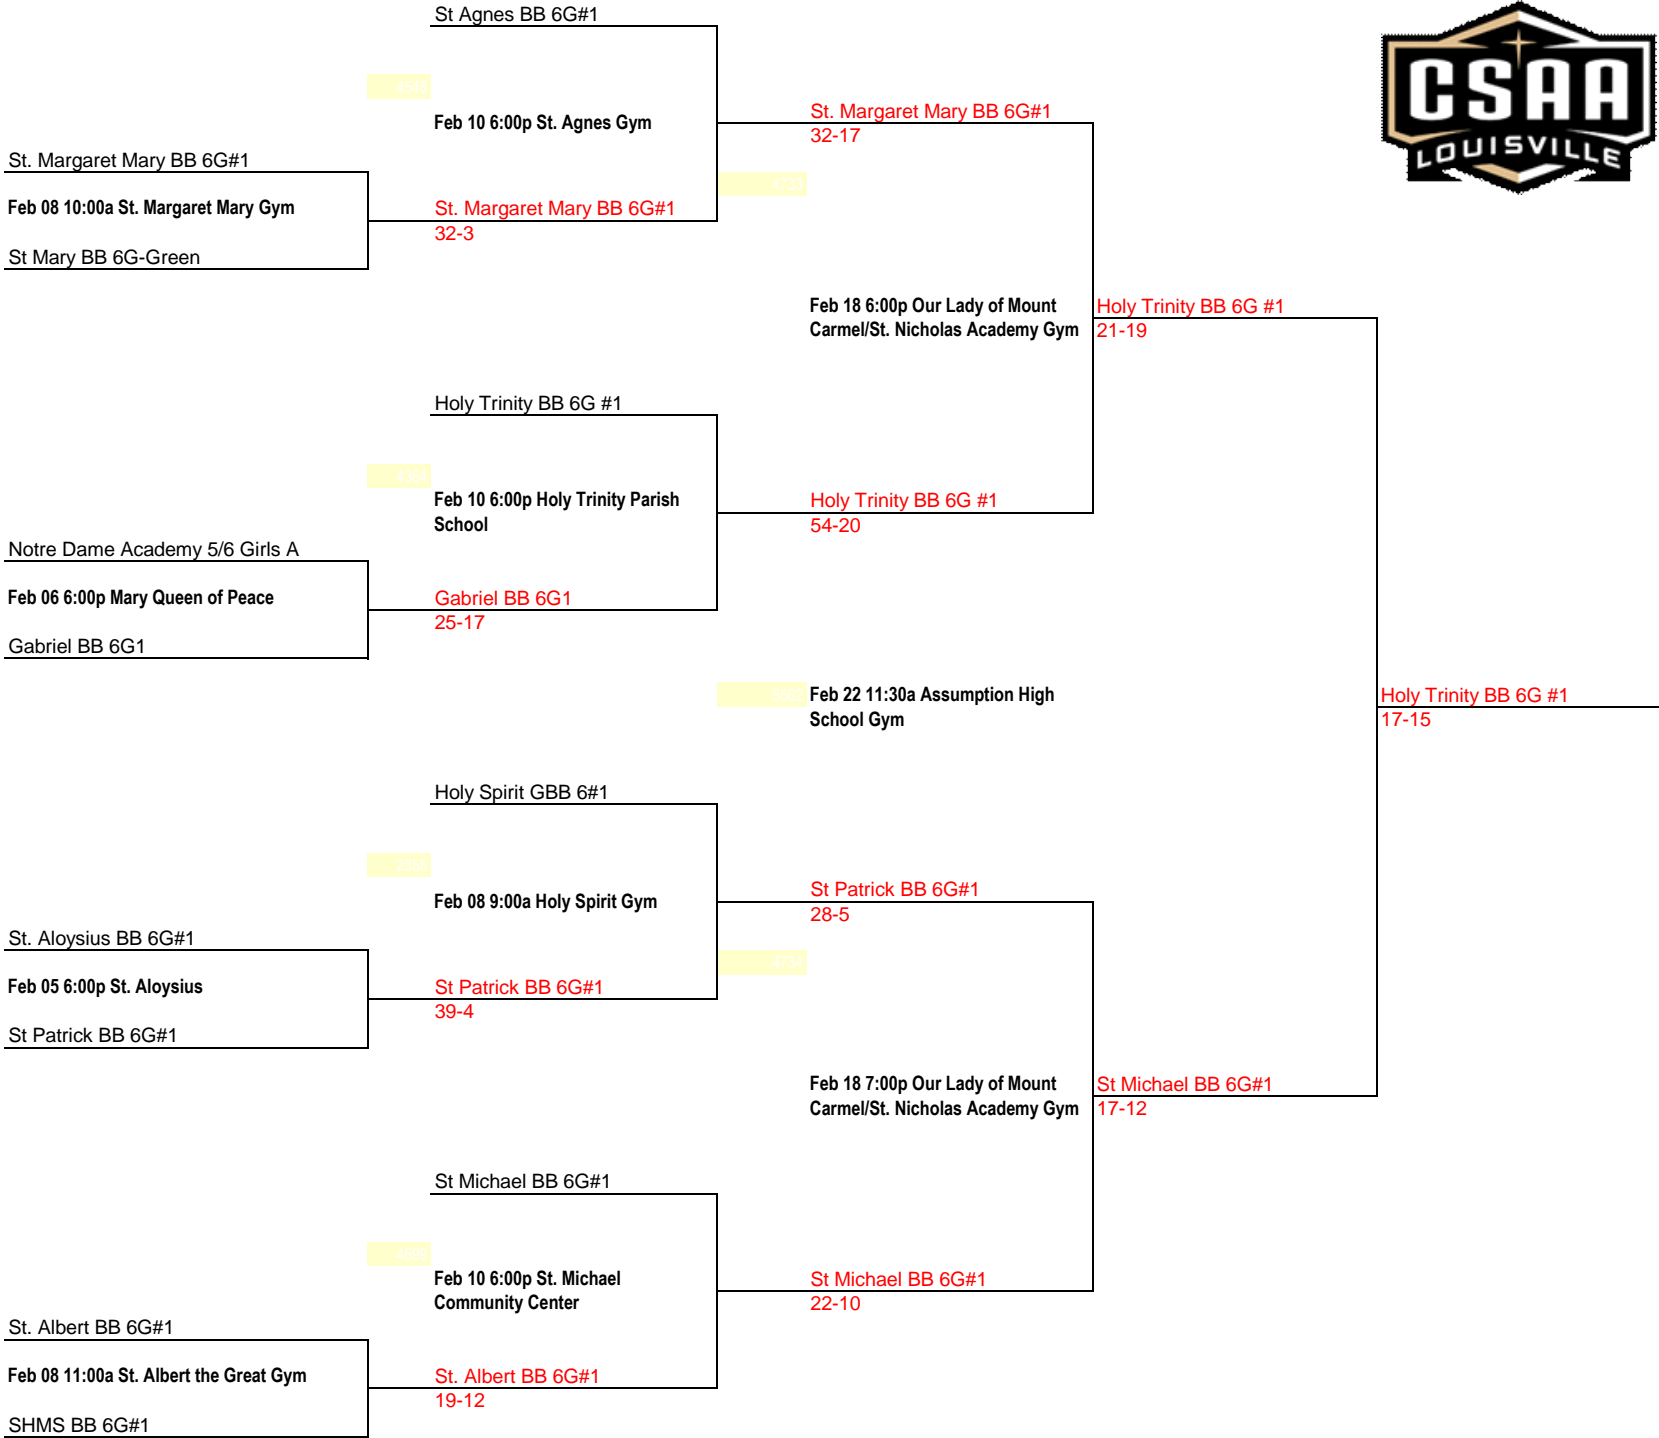 St Agnes BB 6G#1
CSAA
LOUISVILLE
Feb 10 6:00p St. Agnes Gym
St. Margaret Mary BB 6G#1
32-17
St. Margaret Mary BB 6G#1
Feb 08 10:00a St. Margaret Mary Gym
St. Margaret Mary BB 6G#1
32-3
St Mary BB 6G-Green
Feb 18 6:00p Our Lady of Mount
Carmel/St. Nicholas Academy Gym
Holy Trinity BB 6G #1
21-19
Holy Trinity BB 6G #1
Feb 10 6:00p Holy Trinity Parish
School
Holy Trinity BB 6G #1
54-20
Notre Dame Academy 5/6 Girls A
Feb 06 6:00p Mary Queen of Peace
Gabriel BB 6G1
25-17
Gabriel BB 6G1
Feb 22 11:30a Assumption High
School Gym
Holy Trinity BB 6G #1
17-15
Holy Spirit GBB 6#1
Feb 08 9:00a Holy Spirit Gym
St Patrick BB 6G#1
28-5
St. Aloysius BB 6G#1
Feb 05 6:00p St. Aloysius
St Patrick BB 6G#1
39-4
St Patrick BB 6G#1
Feb 18 7:00p Our Lady of Mount
Carmel/St. Nicholas Academy Gym
St Michael BB 6G#1
17-12
St Michael BB 6G#1
Feb 10 6:00p St. Michael
Community Center
St Michael BB 6G#1
22-10
St. Albert BB 6G#1
Feb 08 11:00a St. Albert the Great Gym
St. Albert BB 6G#1
19-12
SHMS BB 6G#1